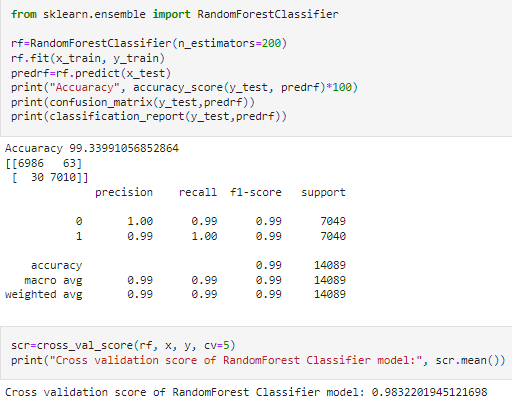 from sklearn.ensemble import RandomForestClassifier
rf=RandomForestClassifier(n_estimators=200)
rf.fit(x_train, y_train)
predrf=rf.predict(x_test)
print("Accuaracy", accuracy_score(y_test, predrf)*100)
print(confusion_matrix(y_test,predrf))
print(classification_report(y_test,predrf))
Accuaracy 99.33991056852864
[[6986   63]
 [  30 7010]]
              precision    recall  f1-score   support
           0       1.00      0.99      0.99      7049
           1       0.99      1.00      0.99      7040
    accuracy                           0.99     14089
   macro avg       0.99      0.99      0.99     14089
weighted avg       0.99      0.99      0.99     14089
scr=cross_val_score(rf, x, y, cv=5)
print("Cross validation score of RandomForest Classifier model:", scr.mean())
Cross validation score of RandomForest Classifier model: 0.9832201945121698